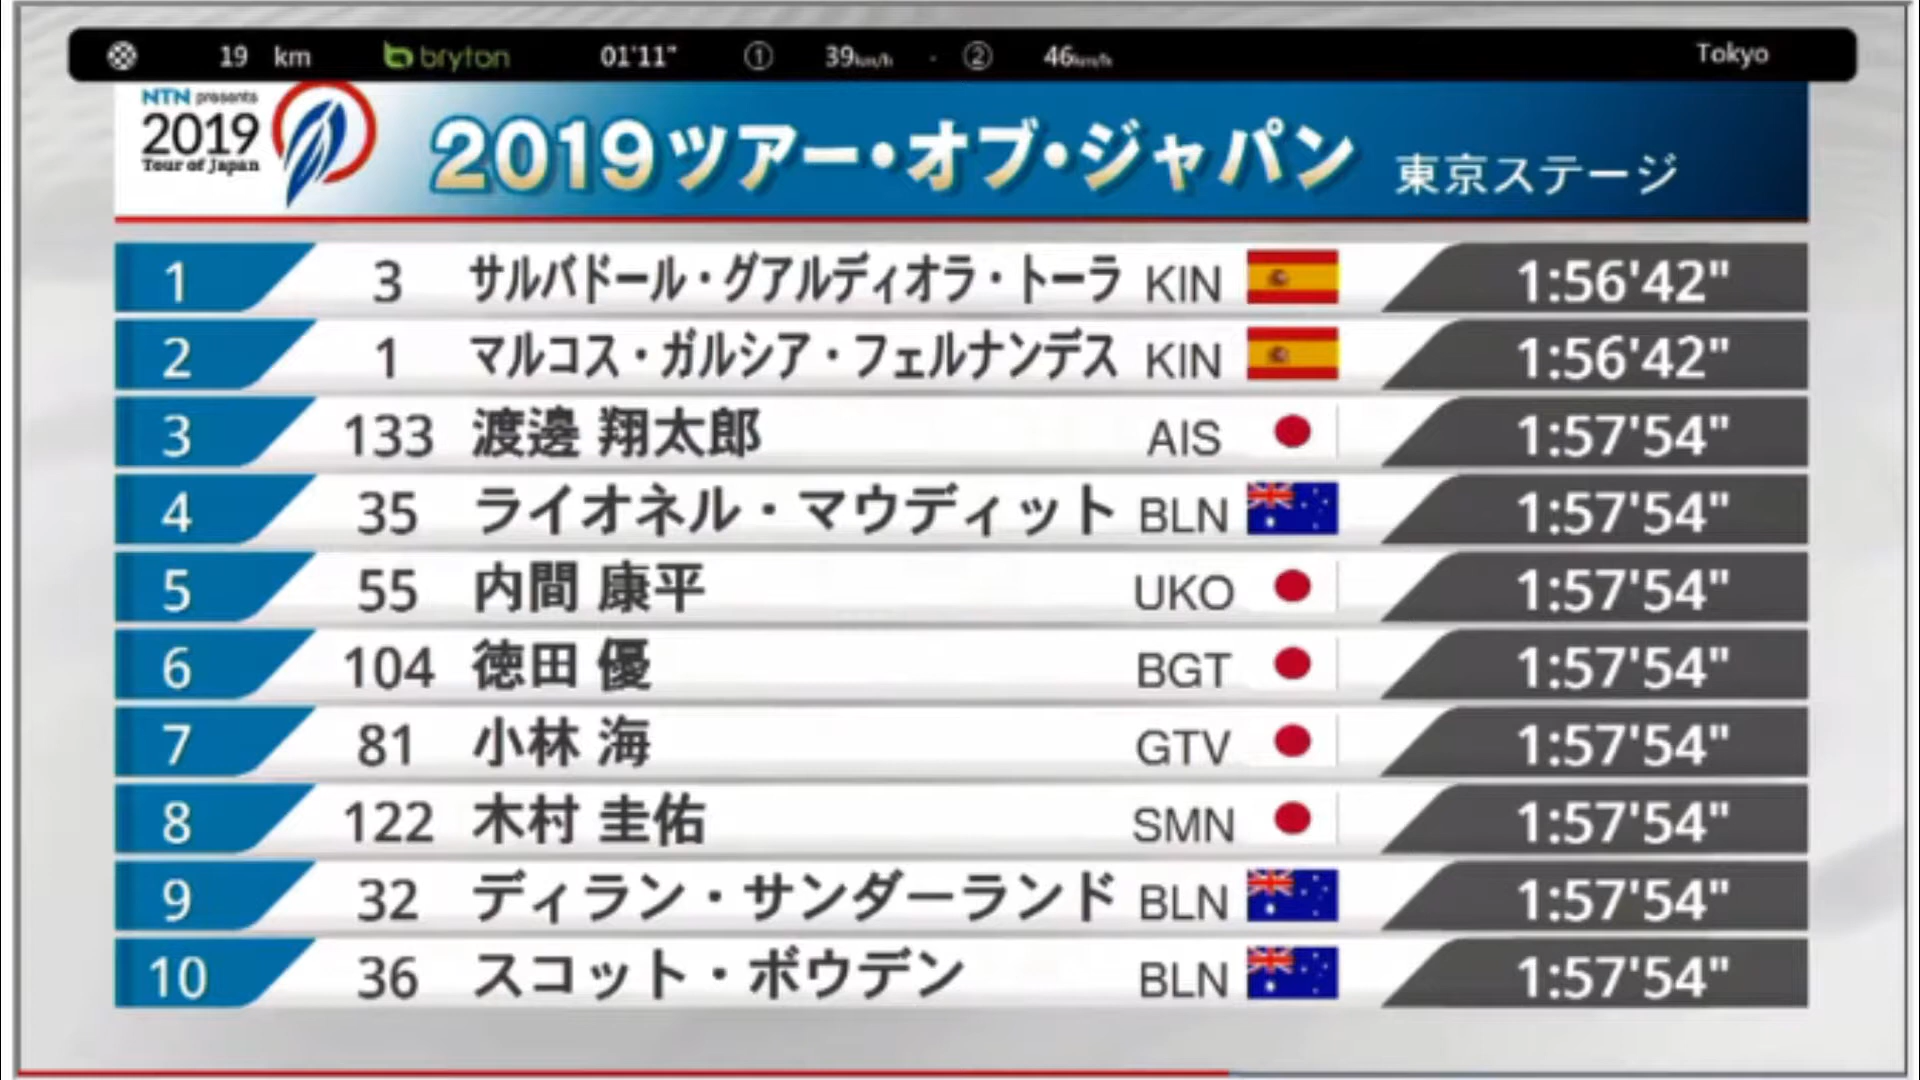 19 km bryton 01'11" ① 39km/h - ② 46km/h Tokyo
NTN presents
2019
Tour of Japan
2019ツアー・オブ・ジャパン 東京ステージ
1 3 サルバドール・グアルディオラ・トーラ KIN 1:56'42"
2 1 マルコス・ガルシア・フェルナンデス KIN 1:56'42"
3 133 渡邊 翔太郎 AIS 1:57'54"
4 35 ライオネル・マウディット BLN 1:57'54"
5 55 内間 康平 UKO 1:57'54"
6 104 徳田 優 BGT 1:57'54"
7 81 小林 海 GTV 1:57'54"
8 122 木村 圭佑 SMN 1:57'54"
9 32 ディラン・サンダーランド BLN 1:57'54"
10 36 スコット・ボウデン BLN 1:57'54"